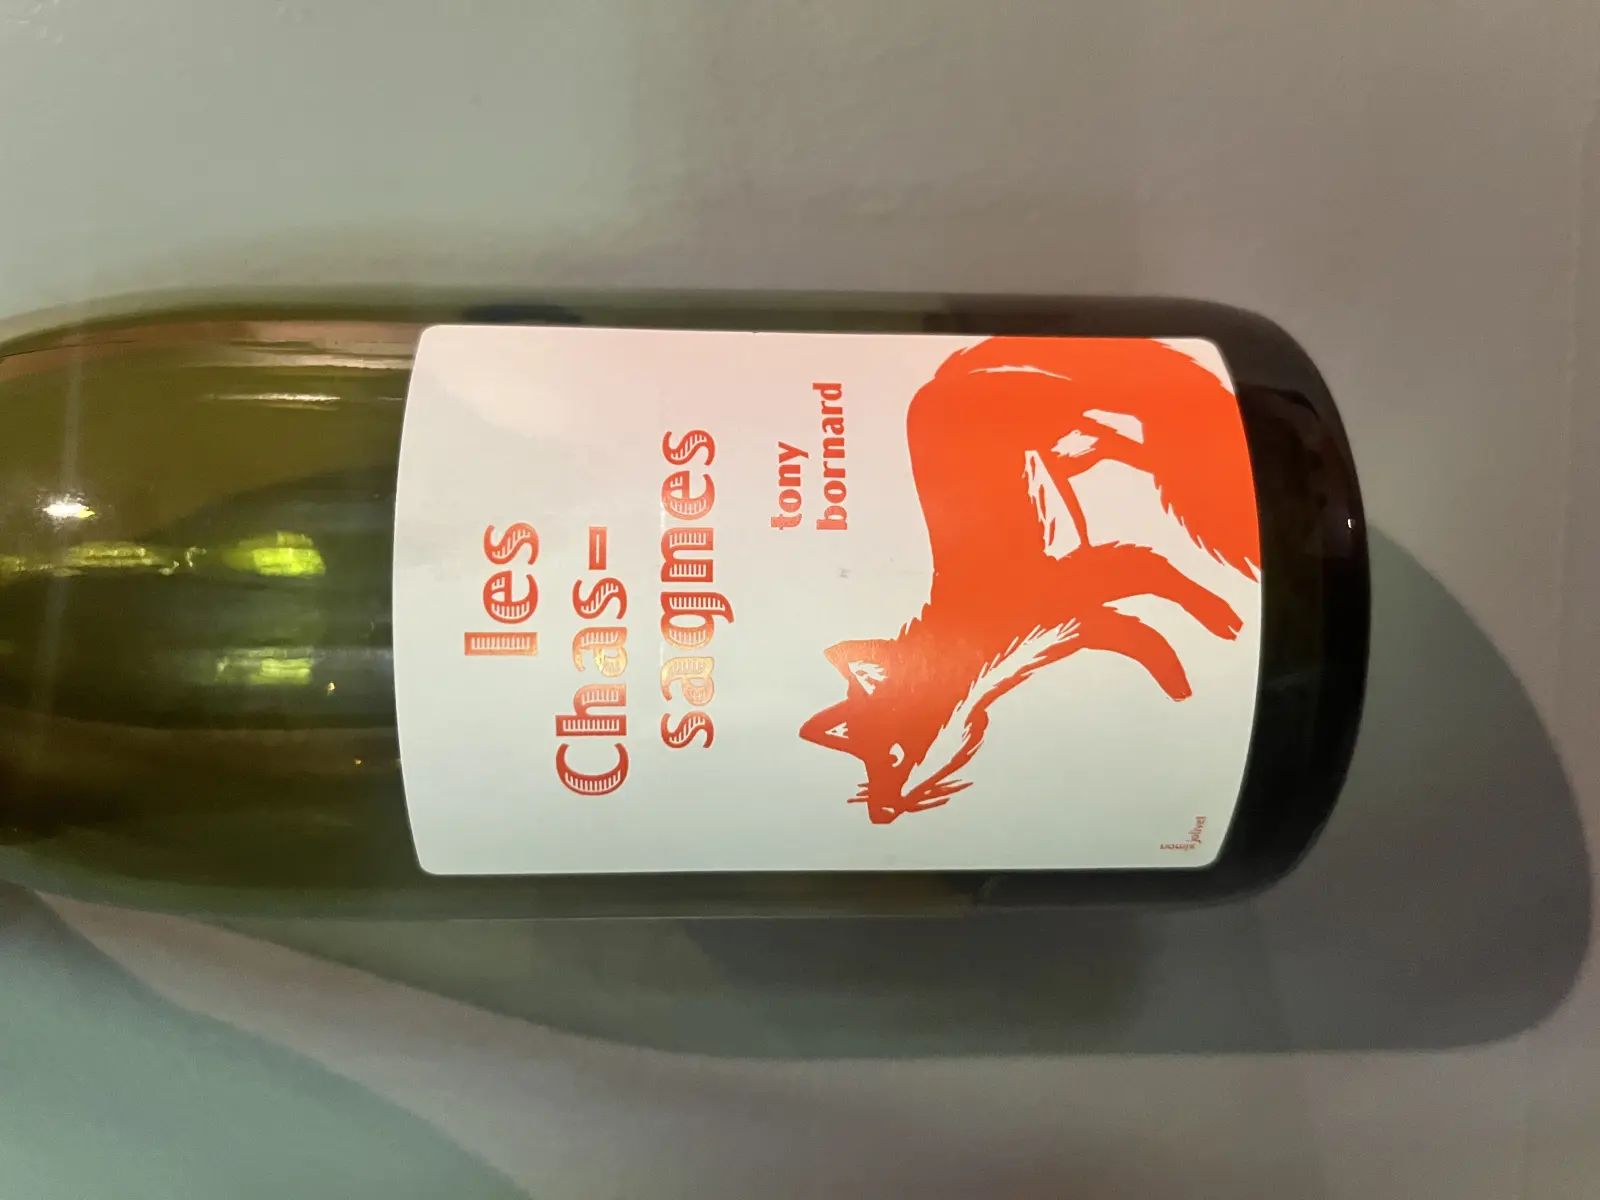 les
Chas-
sagnes
tony
bornard